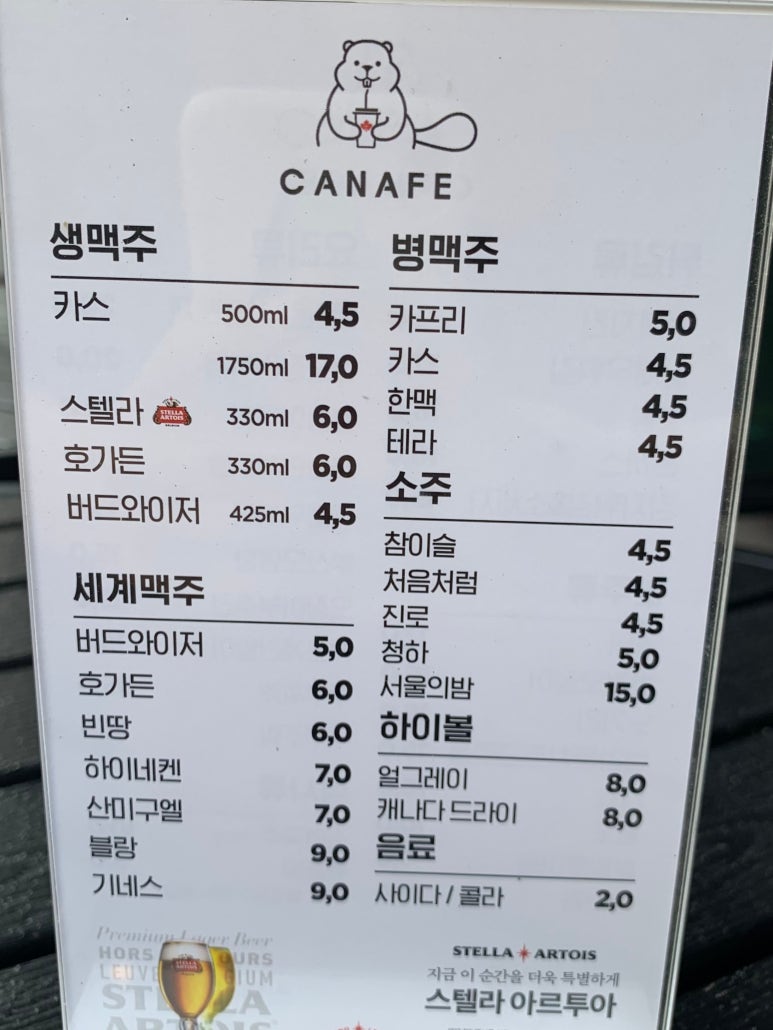 CANAFE
생맥주
카스 500ml 4,5
1750ml 17,0
스텔라 STELLA ARTOIS 330ml 6,0
호가든 330ml 6,0
버드와이저 425ml 4,5
세계맥주
버드와이저 5,0
호가든 6,0
빈땅 6,0
하이네켄 7,0
산미구엘 7,0
블랑 9,0
기네스 9,0
병맥주
카프리 5,0
카스 4,5
한맥 4,5
테라 4,5
소주
참이슬 4,5
처음처럼 4,5
진로 4,5
청하 5,0
서울의밤 15,0
하이볼
얼그레이 8,0
캐나다 드라이 8,0
음료
사이다 / 콜라 2,0
Premium Lager Beer
STELLA
ARTOIS
STELLA ARTOIS
지금 이 순간을 더욱 특별하게
스텔라 아르투아